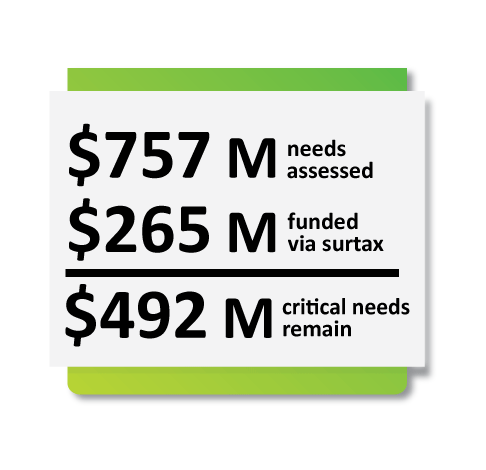 $757 M needs
assessed
$265 M funded
via surtax
$492 M critical needs
remain